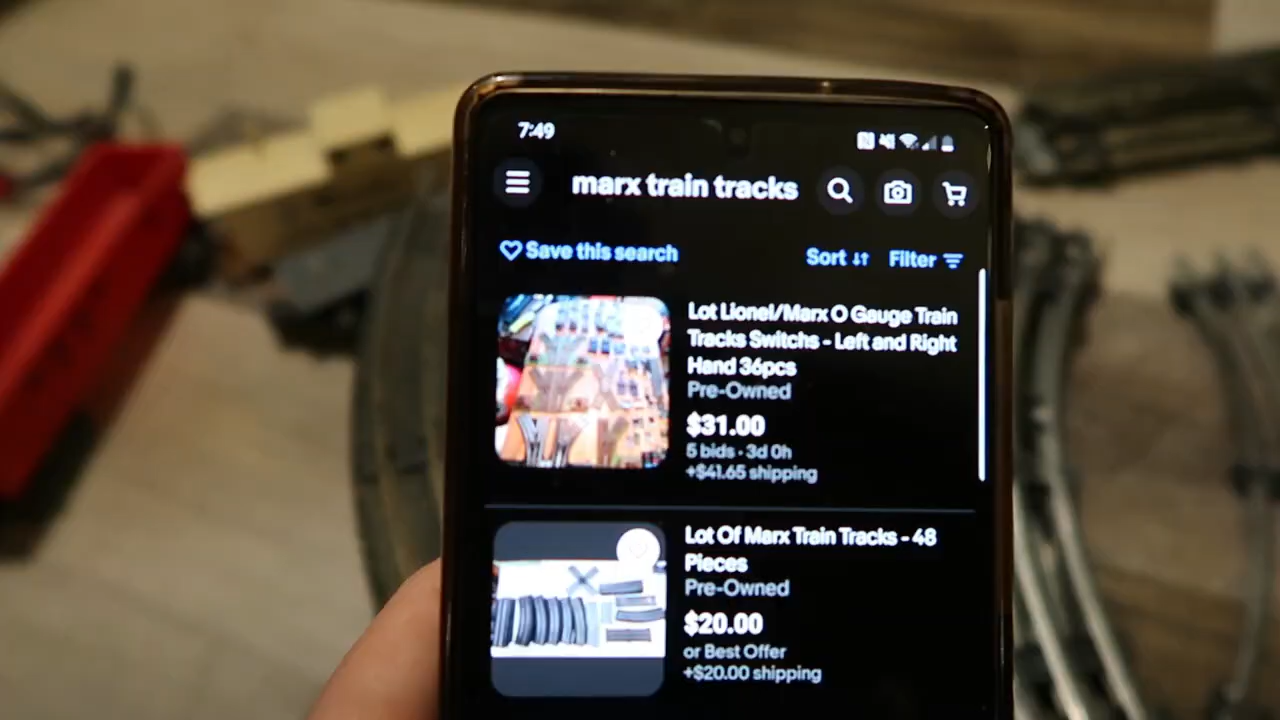 7:49
marx train tracks
Save this search
Sort
Filter
Lot Lionel/Marx O Gauge Train
Tracks Switchs - Left and Right
Hand 36pcs
Pre-Owned
$31.00
5 bids · 3d 0h
+$41.65 shipping
Lot Of Marx Train Tracks - 48
Pieces
Pre-Owned
$20.00
or Best Offer
+$20.00 shipping